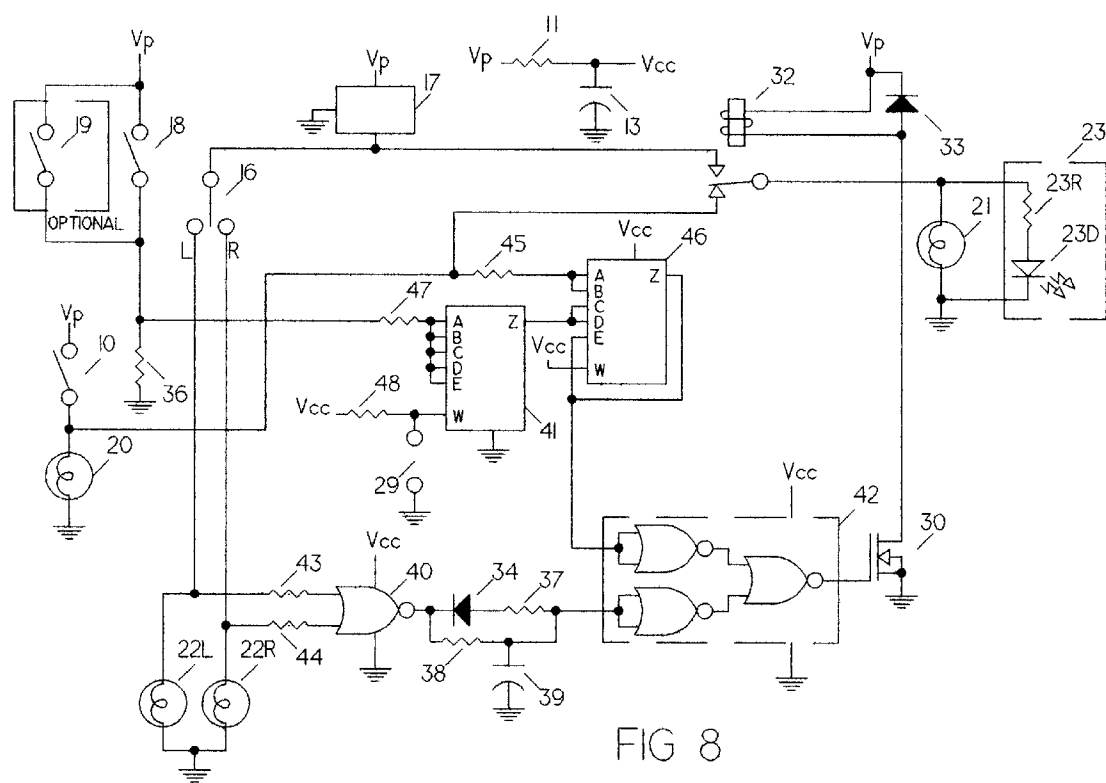 11
Vp
Vp
17
Vp
Vcc
13
32
Vp
33
23
23R
23D
21
19
18
OPTIONAL
16
L
R
45
Vcc
46
A
B
C
D
E
W
Z
47
A
B
C
D
E
W
Z
Vcc
41
48
Vcc
29
Vp
10
36
20
Vcc
42
30
43
44
Vcc
40
34
37
38
39
22L
22R
FIG 8